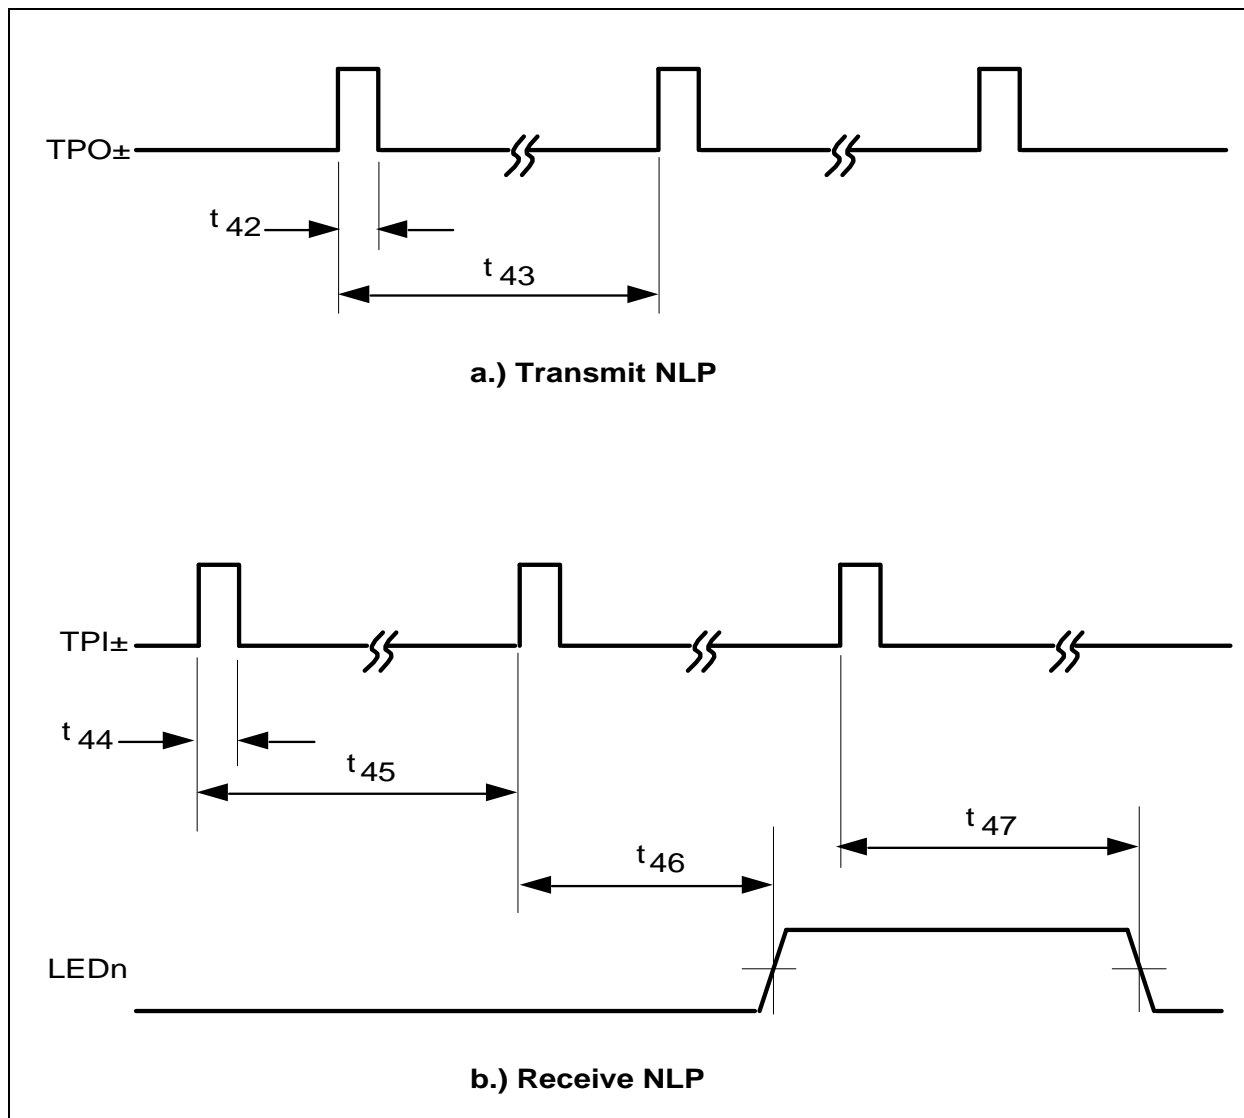 TPO±
t 42
t 43
a.) Transmit NLP
TPI±
t 44
t 45
t 47
t 46
LEDn
b.) Receive NLP